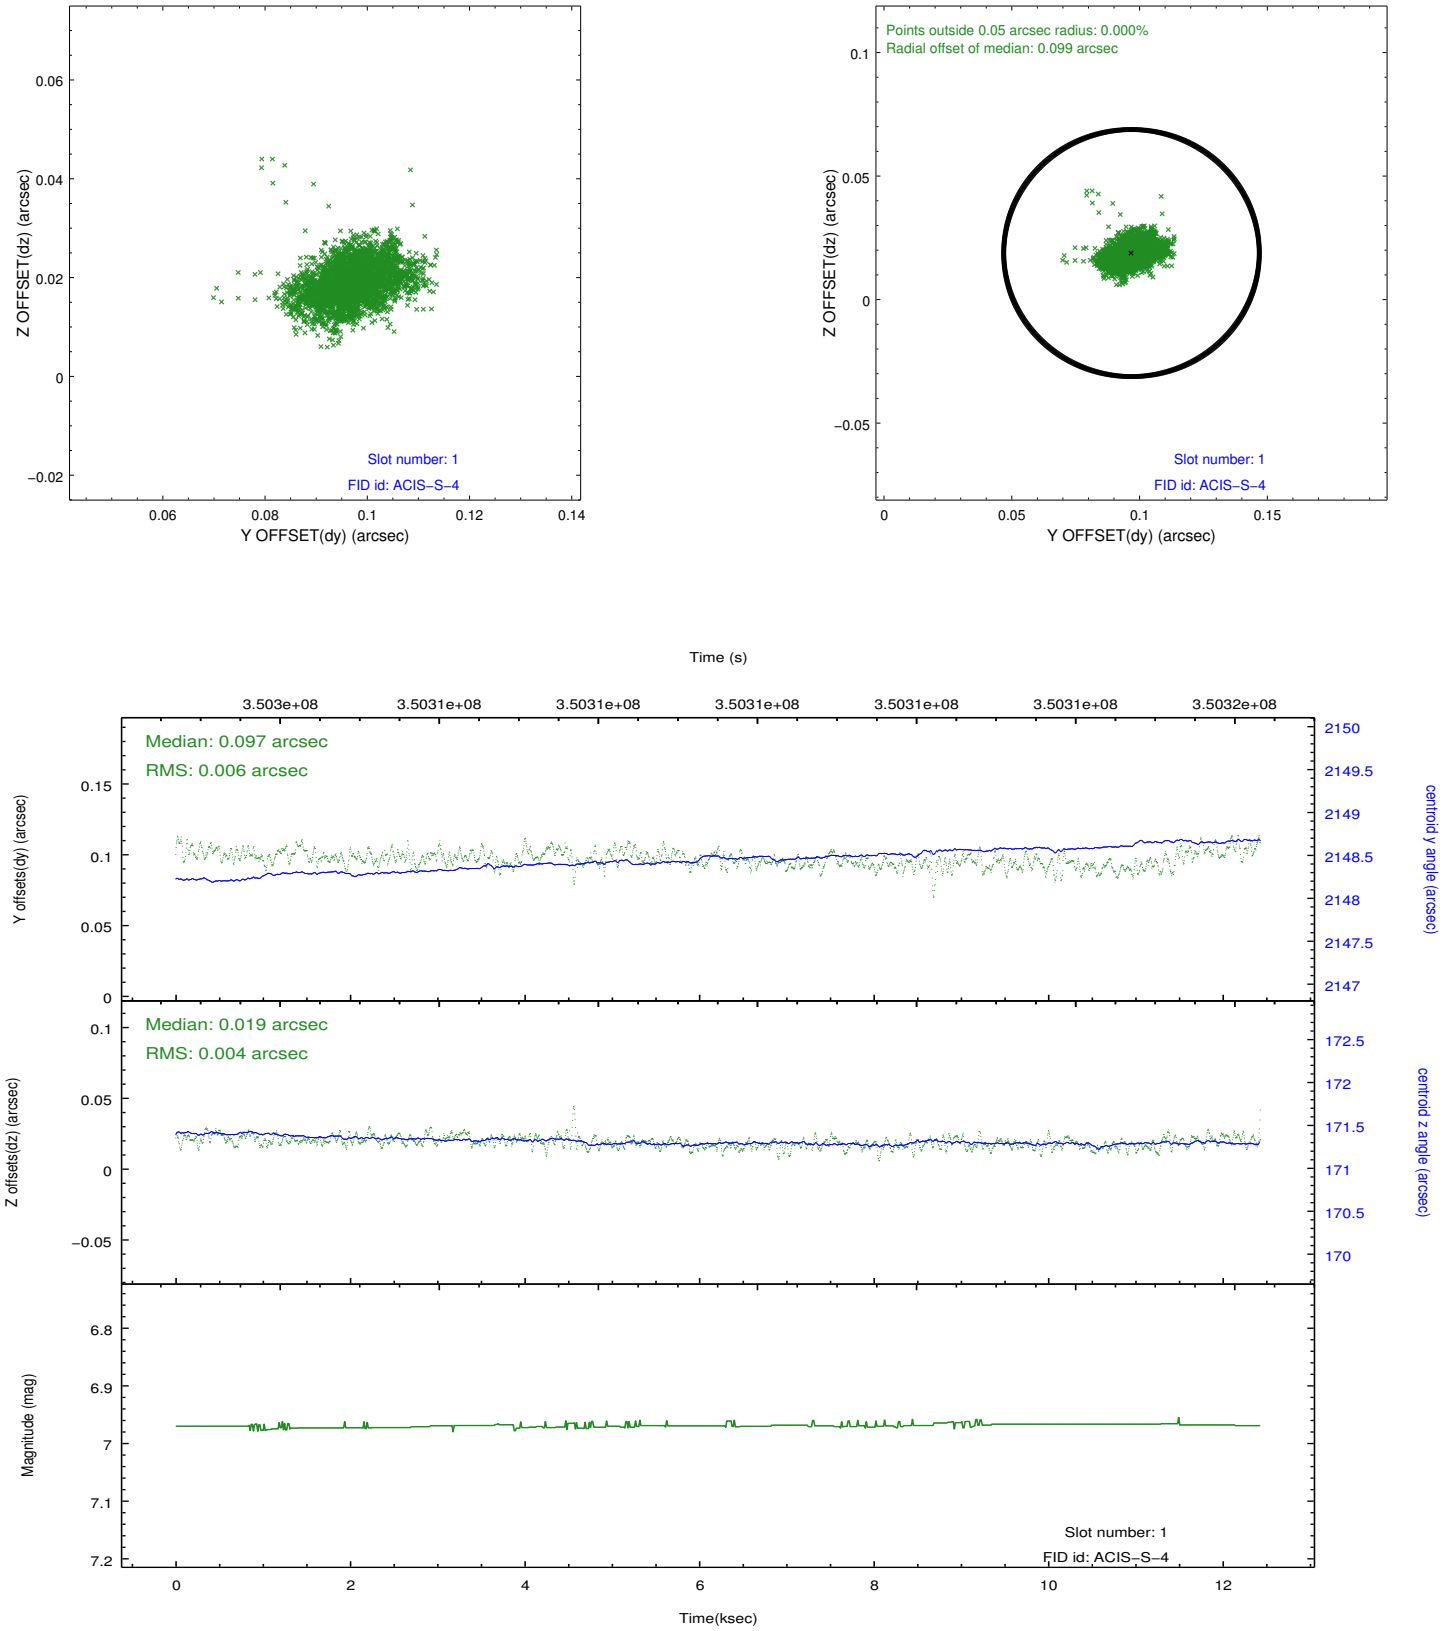 0.06
0.04
0.02
0
−0.02
Z OFFSET(dz) (arcsec)
Slot number: 1
FID id: ACIS−S−4
0.06 0.08 0.1 0.12 0.14
Y OFFSET(dy) (arcsec)
Points outside 0.05 arcsec radius: 0.000%
Radial offset of median: 0.099 arcsec
0.1
0.05
0
−0.05
Z OFFSET(dz) (arcsec)
Slot number: 1
FID id: ACIS−S−4
0 0.05 0.1 0.15
Y OFFSET(dy) (arcsec)
Time (s)
3.503e+08 3.5031e+08 3.5031e+08 3.5031e+08 3.5031e+08 3.5031e+08 3.5032e+08
Median: 0.097 arcsec
RMS: 0.006 arcsec
0.15
0.1
0.05
0
Y offsets(dy) (arcsec)
2150
2149.5
2149
2148.5
2148
2147.5
2147
centroid y angle (arcsec)
Median: 0.019 arcsec
RMS: 0.004 arcsec
0.1
0.05
0
−0.05
Z offsets(dz) (arcsec)
172.5
172
171.5
171
170.5
170
centroid z angle (arcsec)
6.8
6.9
7
7.1
7.2
Magnitude (mag)
Slot number: 1
FID id: ACIS−S−4
0 2 4 6 8 10 12
Time(ksec)